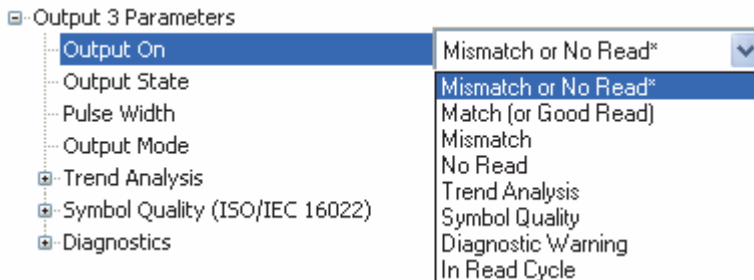 Output 3 Parameters
Output On
Mismatch or No Read*
Output State
Pulse Width
Output Mode
Trend Analysis
Symbol Quality (ISO/IEC 16022)
Diagnostics
Mismatch or No Read*
Match (or Good Read)
Mismatch
No Read
Trend Analysis
Symbol Quality
Diagnostic Warning
In Read Cycle